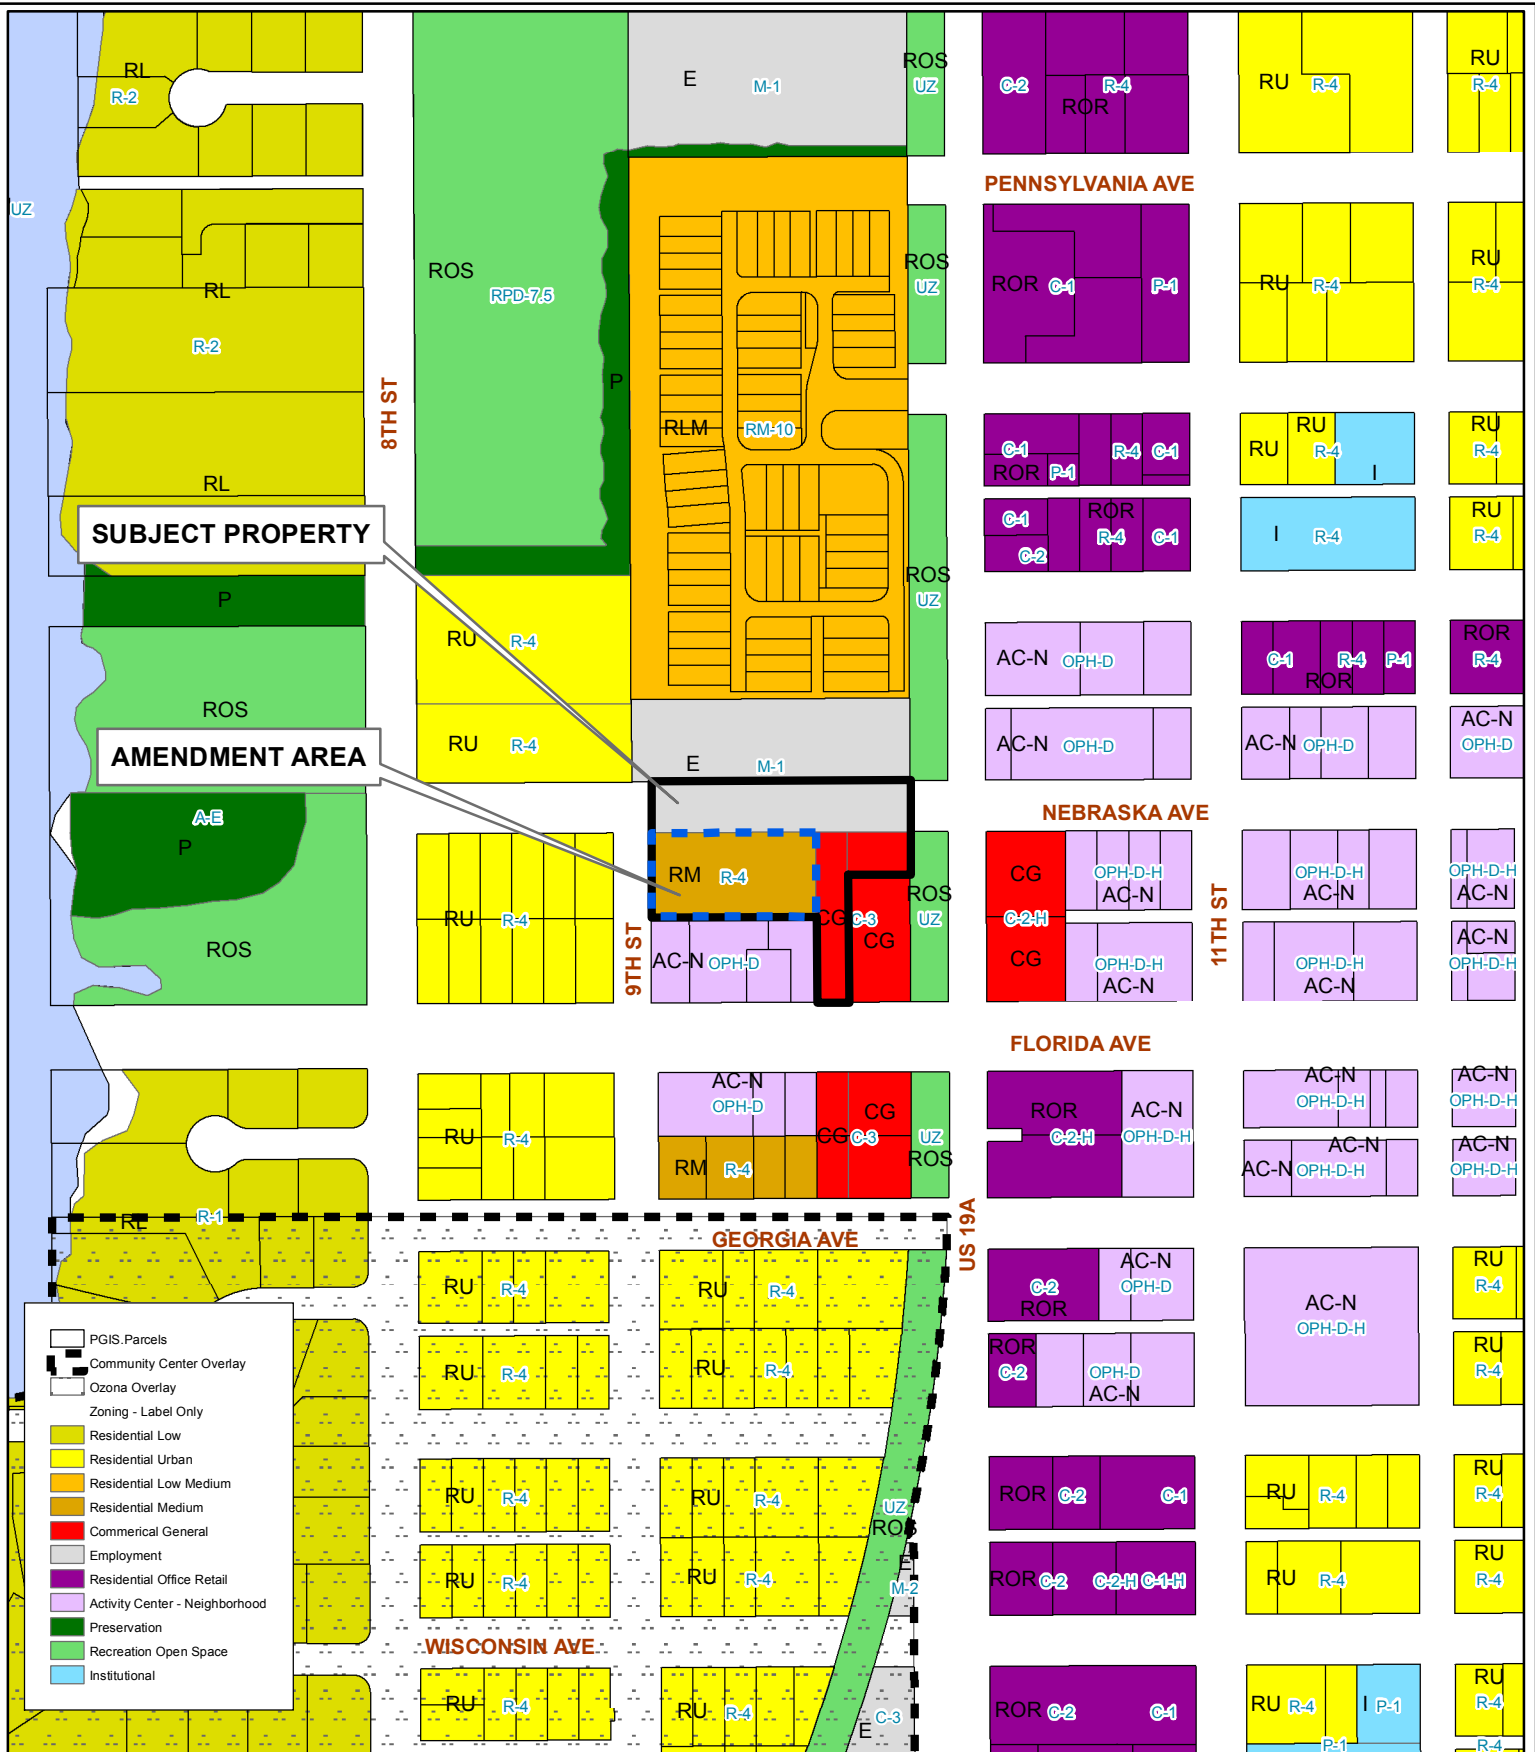 RL
R-2
E
M-1
ROS
UZ
C-2
R-4
ROR
RU
R-4
RU
R-4
PENNSYLVANIA AVE
UZ
ROS
RPD-7.5
RL
R-2
ROS
UZ
ROR
C-1
P-1
RU
R-4
RU
R-4
8TH ST
P
RLM
RM-10
RL
C-1
ROR
P-1
R-4
C-1
RU
RU
R-4
I
RU
R-4
SUBJECT PROPERTY
C-1
C-2
ROR
R-4
C-1
I
R-4
RU
R-4
P
ROS
UZ
RU
R-4
AC-N
OPH-D
C-1
R-4
P-1
ROR
ROR
R-4
ROS
RU
R-4
AMENDMENT AREA
E
M-1
AC-N
OPH-D
AC-N
OPH-D
AC-N
OPH-D
NEBRASKA AVE
A-E
P
RM
R-4
ROS
UZ
CG
C-2-H
CG
OPH-D-H
AC-N
OPH-D-H
AC-N
OPH-D-H
AC-N
RU
R-4
CG
C-3
CG
ROS
9TH ST
AC-N
OPH-D
11TH ST
OPH-D-H
AC-N
OPH-D-H
AC-N
AC-N
OPH-D-H
FLORIDA AVE
AC-N
OPH-D
CG
CG
C-3
UZ
ROS
ROR
C-2-H
AC-N
OPH-D-H
AC-N
OPH-D-H
AC-N
OPH-D-H
RU
R-4
RM
R-4
AC-N
AC-N
OPH-D-H
AC-N
OPH-D-H
RL
R-1
GEORGIA AVE
US 19A
RU
R-4
RU
R-4
C-2
ROR
AC-N
OPH-D
AC-N
OPH-D-H
RU
R-4
RU
R-4
RU
R-4
ROR
C-2
OPH-D
AC-N
RU
R-4
RU
R-4
RU
R-4
UZ
ROS
ROR
C-2
C-1
RU
R-4
RU
R-4
RU
R-4
RU
R-4
E
M-2
ROR
C-2
C-2-H
C-1-H
RU
R-4
RU
R-4
WISCONSIN AVE
RU
R-4
RU
R-4
E
C-3
ROR
C-2
C-1
RU
R-4
I
P-1
P-1
RU
R-4
R-4
PGIS.Parcels
Community Center Overlay
Ozona Overlay
Zoning - Label Only
Residential Low
Residential Urban
Residential Low Medium
Residential Medium
Commerical General
Employment
Residential Office Retail
Activity Center - Neighborhood
Preservation
Recreation Open Space
Institutional